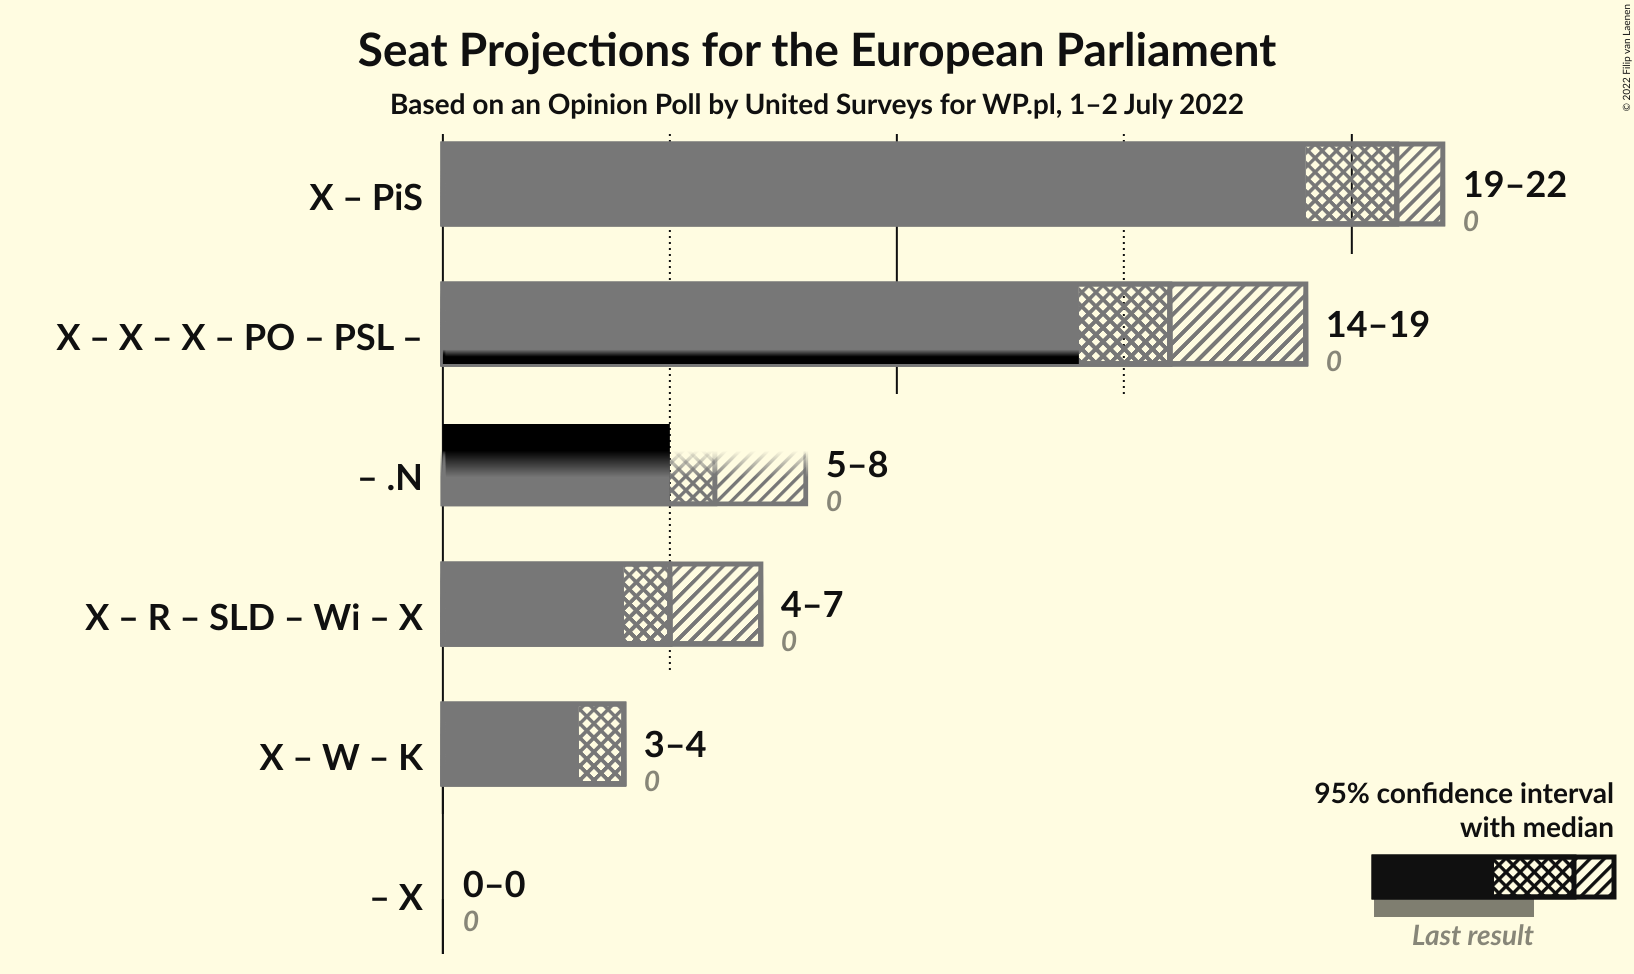 Seat Projections for the European Parliament
Based on an Opinion Poll by United Surveys for WP.pl, 1–2 July 2022
© 2022 Filip van Laenen
X – PiS
19–22
0
X – X – X – PO – PSL –
14–19
0
– .N
5–8
0
X – R – SLD – Wi – X
4–7
0
X – W – K
3–4
0
– X
0–0
0
95% confidence interval
with median
Last result